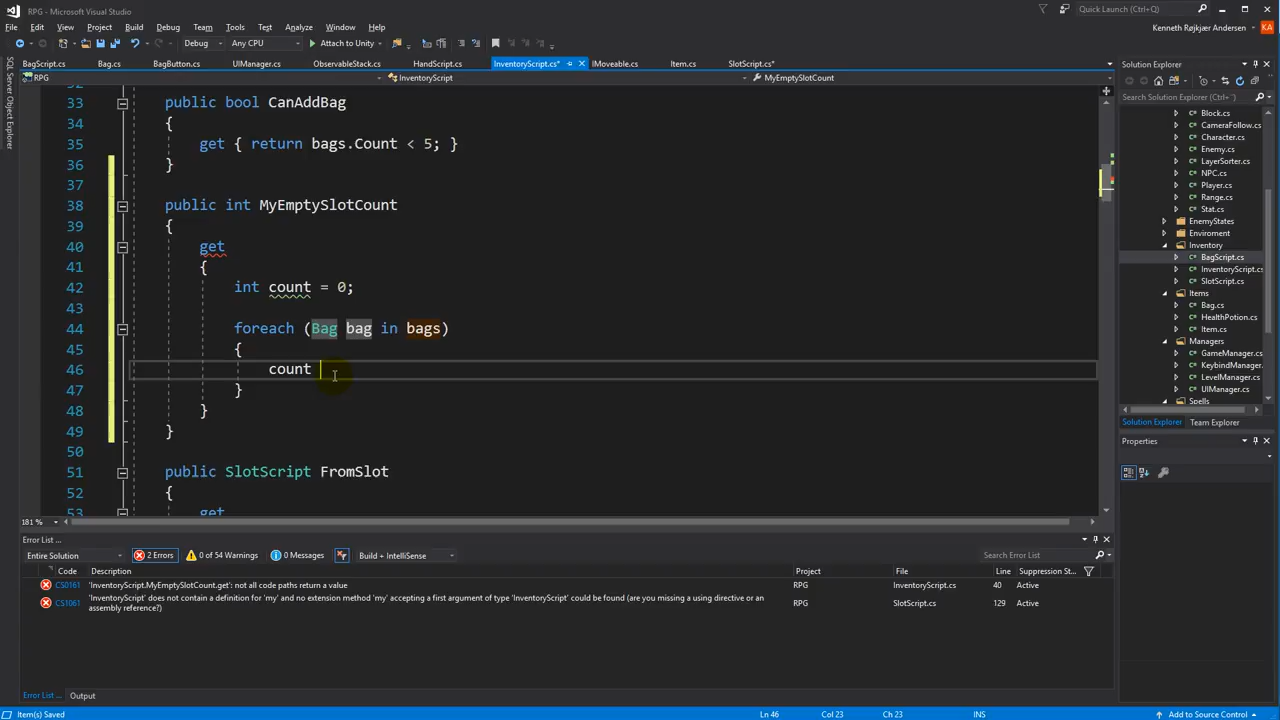 RPG - Microsoft Visual Studio
Quick Launch (Ctrl+Q)
File Edit View Project Build Debug Team Tools Test Analyze Window Help
Kenneth Røjkjær Andersen KA
Debug Any CPU Attach to Unity
SQL Server Object Explorer
BagScript.cs Bag.cs BagButton.cs UIManager.cs ObservableStack.cs HandScript.cs InventoryScript.cs* IMoveable.cs Item.cs SlotScript.cs*
RPG InventoryScript MyEmptySlotCount
32
33 public bool CanAddBag
34 {
35 get { return bags.Count < 5; }
36 }
37
38 public int MyEmptySlotCount
39 {
40 get
41 {
42 int count = 0;
43
44 foreach (Bag bag in bags)
45 {
46 count
47 }
48 }
49 }
50
51 public SlotScript FromSlot
52 {
53 get
181 %
Solution Explorer
Search Solution Explorer (Ctrl+
Block.cs
CameraFollow.cs
Character.cs
Enemy.cs
LayerSorter.cs
NPC.cs
Player.cs
Range.cs
Stat.cs
EnemyStates
Enviroment
Inventory
BagScript.cs
InventoryScript.cs
SlotScript.cs
Items
Bag.cs
HealthPotion.cs
Item.cs
Managers
GameManager.cs
KeybindManager.cs
LevelManager.cs
UIManager.cs
Spells
Solution Explorer Team Explorer
Properties
Error List ...
Entire Solution 2 Errors 0 of 54 Warnings 0 Messages Build + IntelliSense Search Error List
Code Description Project File Line Suppression St...
CS0161 'InventoryScript.MyEmptySlotCount.get': not all code paths return a value RPG InventoryScript.cs 40 Active
CS1061 'InventoryScript' does not contain a definition for 'my' and no extension method 'my' accepting a first argument of type 'InventoryScript' could be found (are you missing a using directive or an RPG SlotScript.cs 129 Active
assembly reference?)
Error List ... Output
Item(s) Saved Ln 46 Col 23 Ch 23 INS Add to Source Control